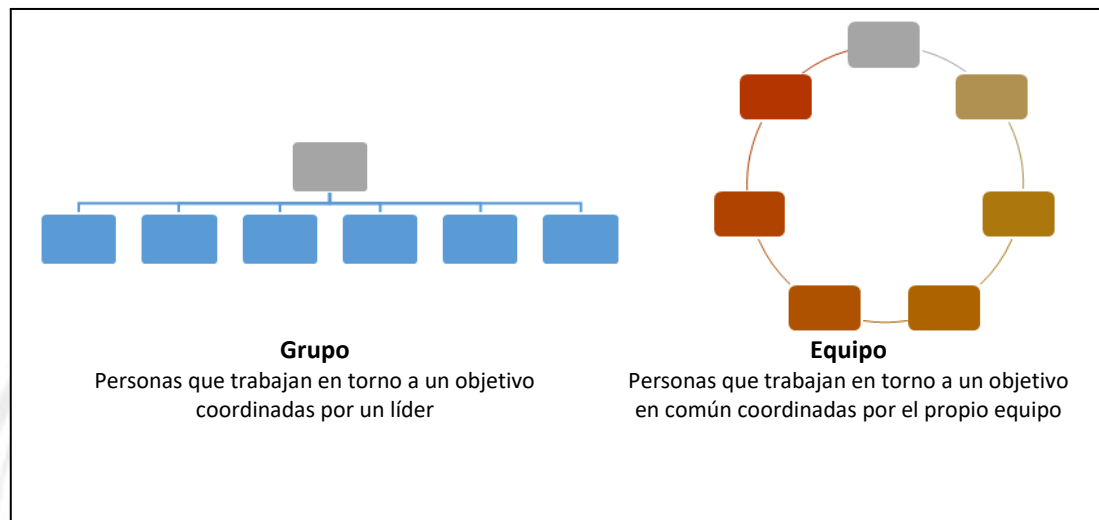 Grupo
Personas que trabajan en torno a un objetivo
coordinadas por un líder
Equipo
Personas que trabajan en torno a un objetivo
en común coordinadas por el propio equipo